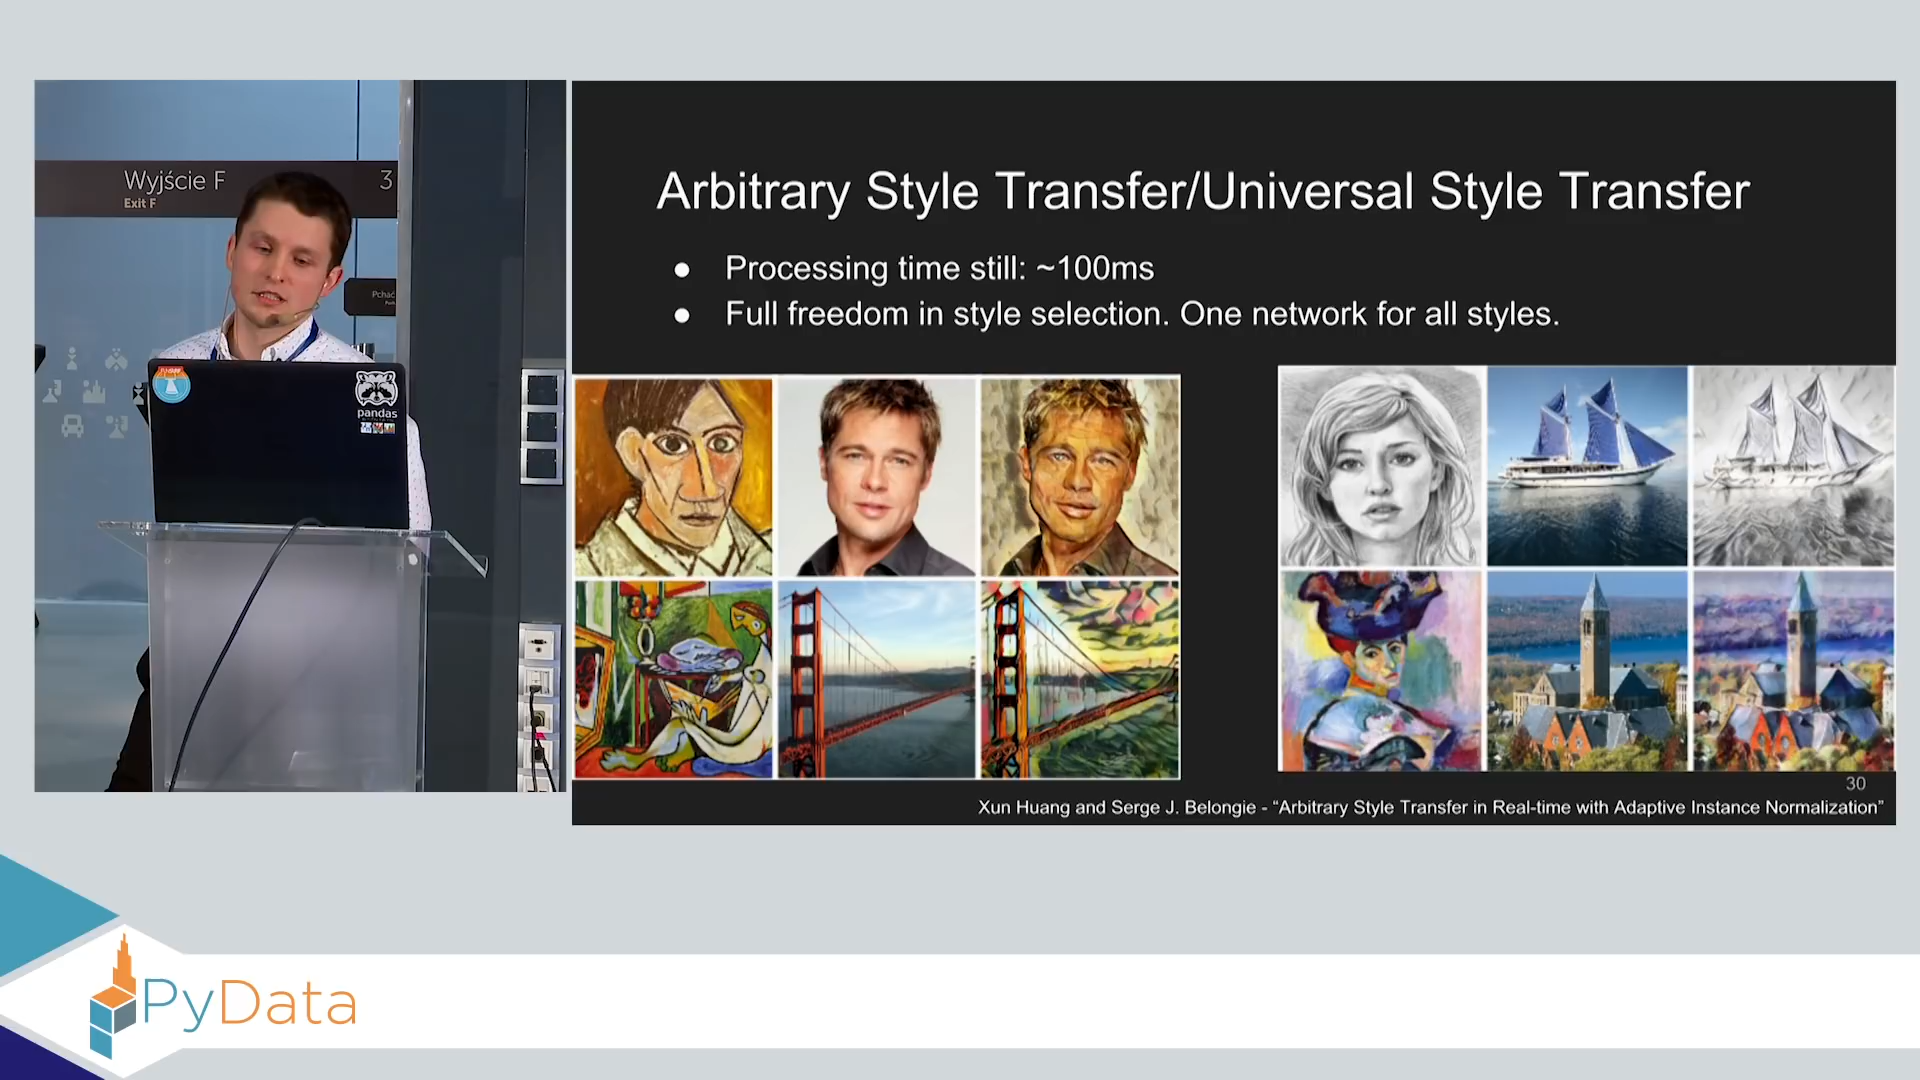 Wyjście F
Exit F
3
Pchać
pandas
Arbitrary Style Transfer/Universal Style Transfer
● Processing time still: ~100ms
● Full freedom in style selection. One network for all styles.
30
Xun Huang and Serge J. Belongie - “Arbitrary Style Transfer in Real-time with Adaptive Instance Normalization”
PyData